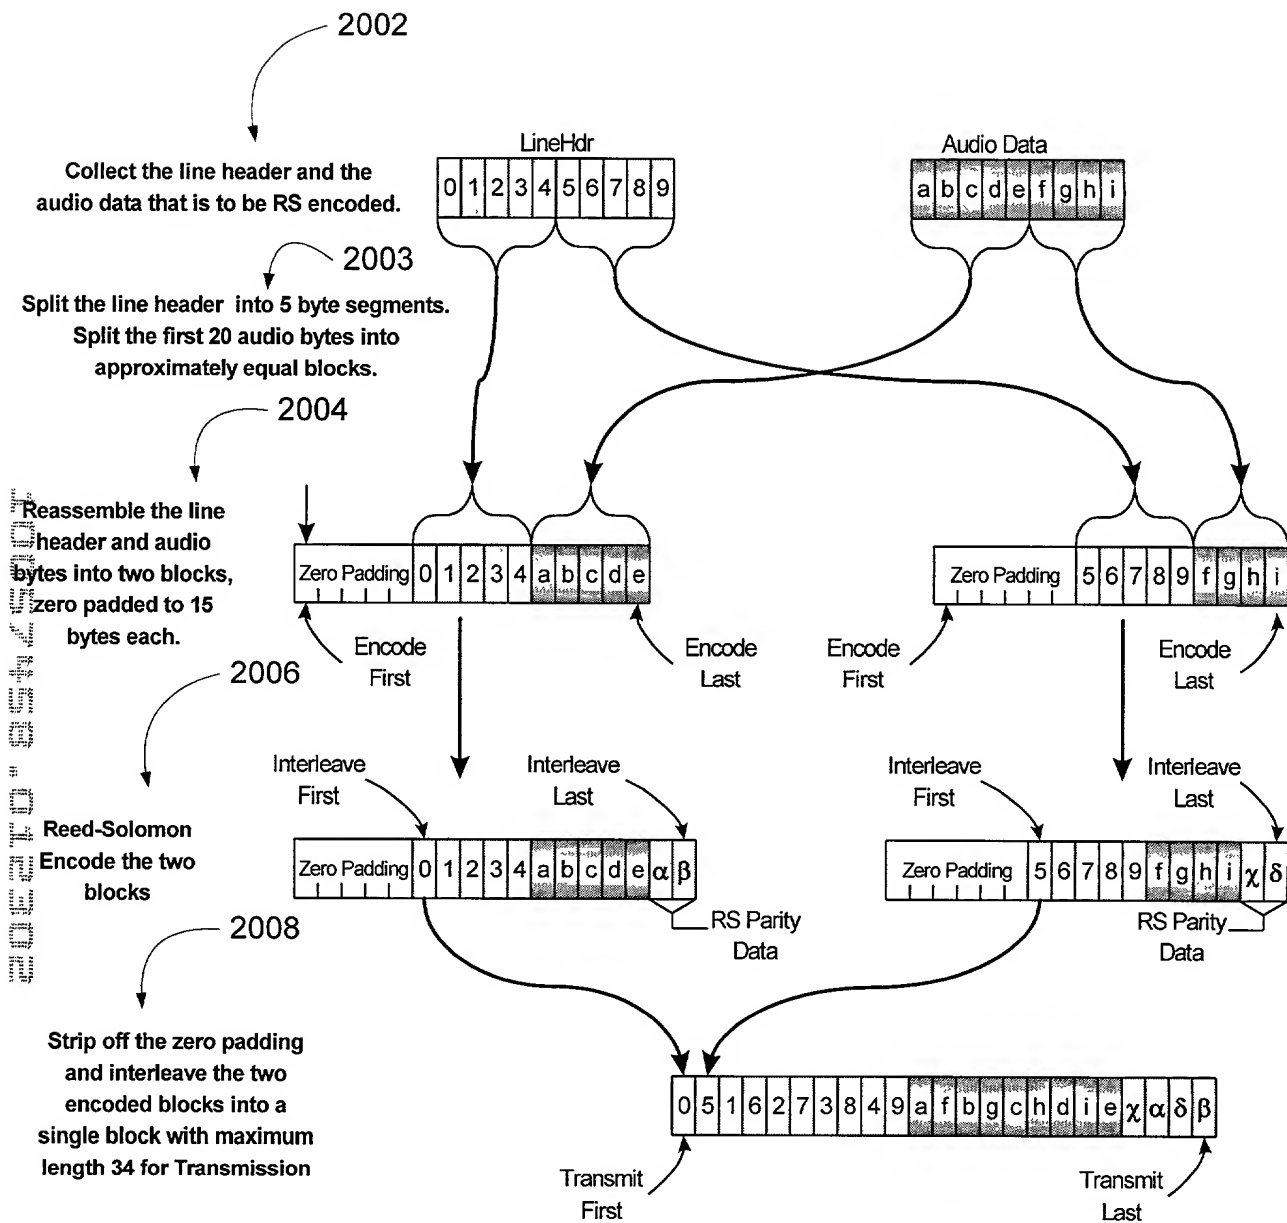 2002
LineHdr
Audio Data
Collect the line header and the
audio data that is to be RS encoded.
0 1 2 3 4 5 6 7 8 9
a b c d e f g h i
2003
Split the line header into 5 byte segments.
Split the first 20 audio bytes into
approximately equal blocks.
2004
Reassemble the line
header and audio
bytes into two blocks,
zero padded to 15
bytes each.
Zero Padding 0 1 2 3 4 a b c d e
Zero Padding 5 6 7 8 9 f g h i
Encode
First
Encode
Last
Encode
First
Encode
Last
2006
Interleave
First
Interleave
Last
Interleave
First
Interleave
Last
Reed-Solomon
Encode the two
blocks
Zero Padding 0 1 2 3 4 a b c d e α β
Zero Padding 5 6 7 8 9 f g h i χ δ
RS Parity
Data
RS Parity
Data
2008
Strip off the zero padding
and interleave the two
encoded blocks into a
single block with maximum
length 34 for Transmission
0 5 1 6 2 7 3 8 4 9 a f b g c h d i e χ α δ β
Transmit
First
Transmit
Last